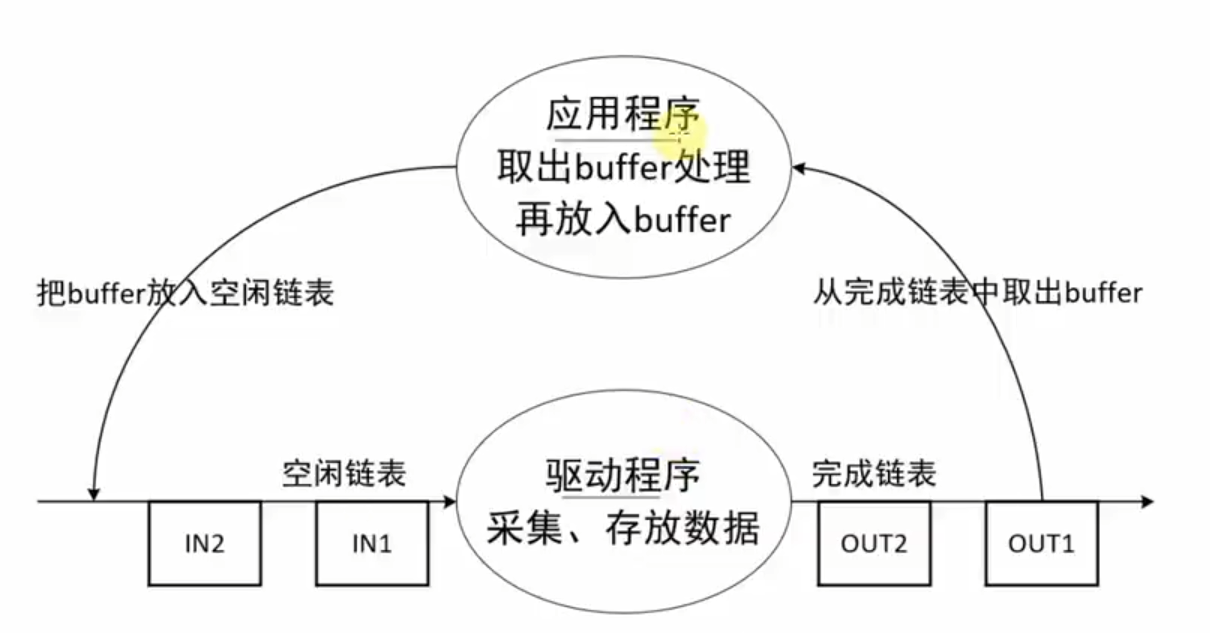 应用程序
取出buffer处理
再放入buffer
把buffer放入空闲链表
从完成链表中取出buffer
空闲链表
驱动程序
采集、存放数据
完成链表
IN2
IN1
OUT2
OUT1